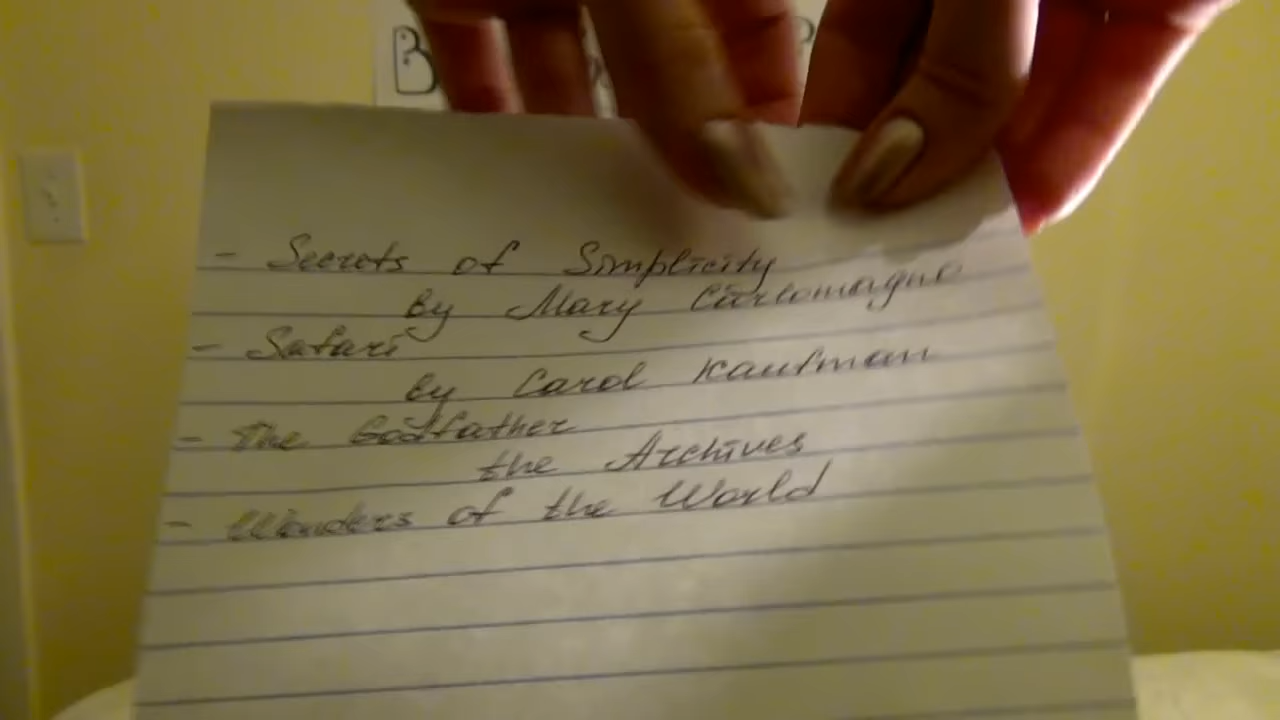 B
- Secrets of Simplicity
by Mary Carlomagno
- Safari
by Carol Kaufman
- The Godfather
the Archives
- Wonders of the World